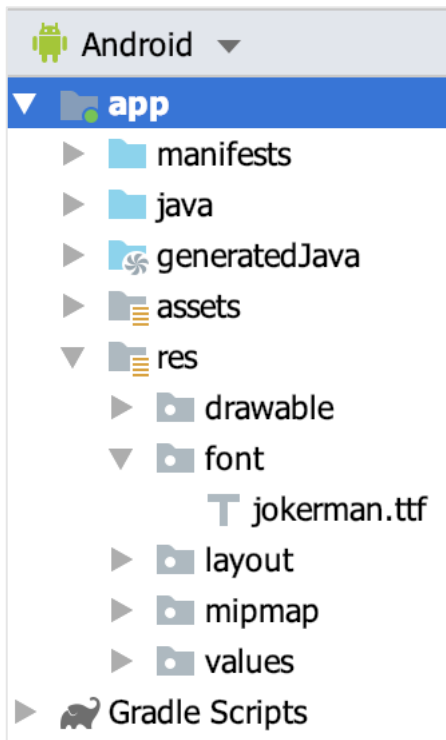 Android
app
manifests
java
generatedJava
assets
res
drawable
font
jokerman.ttf
layout
mipmap
values
Gradle Scripts